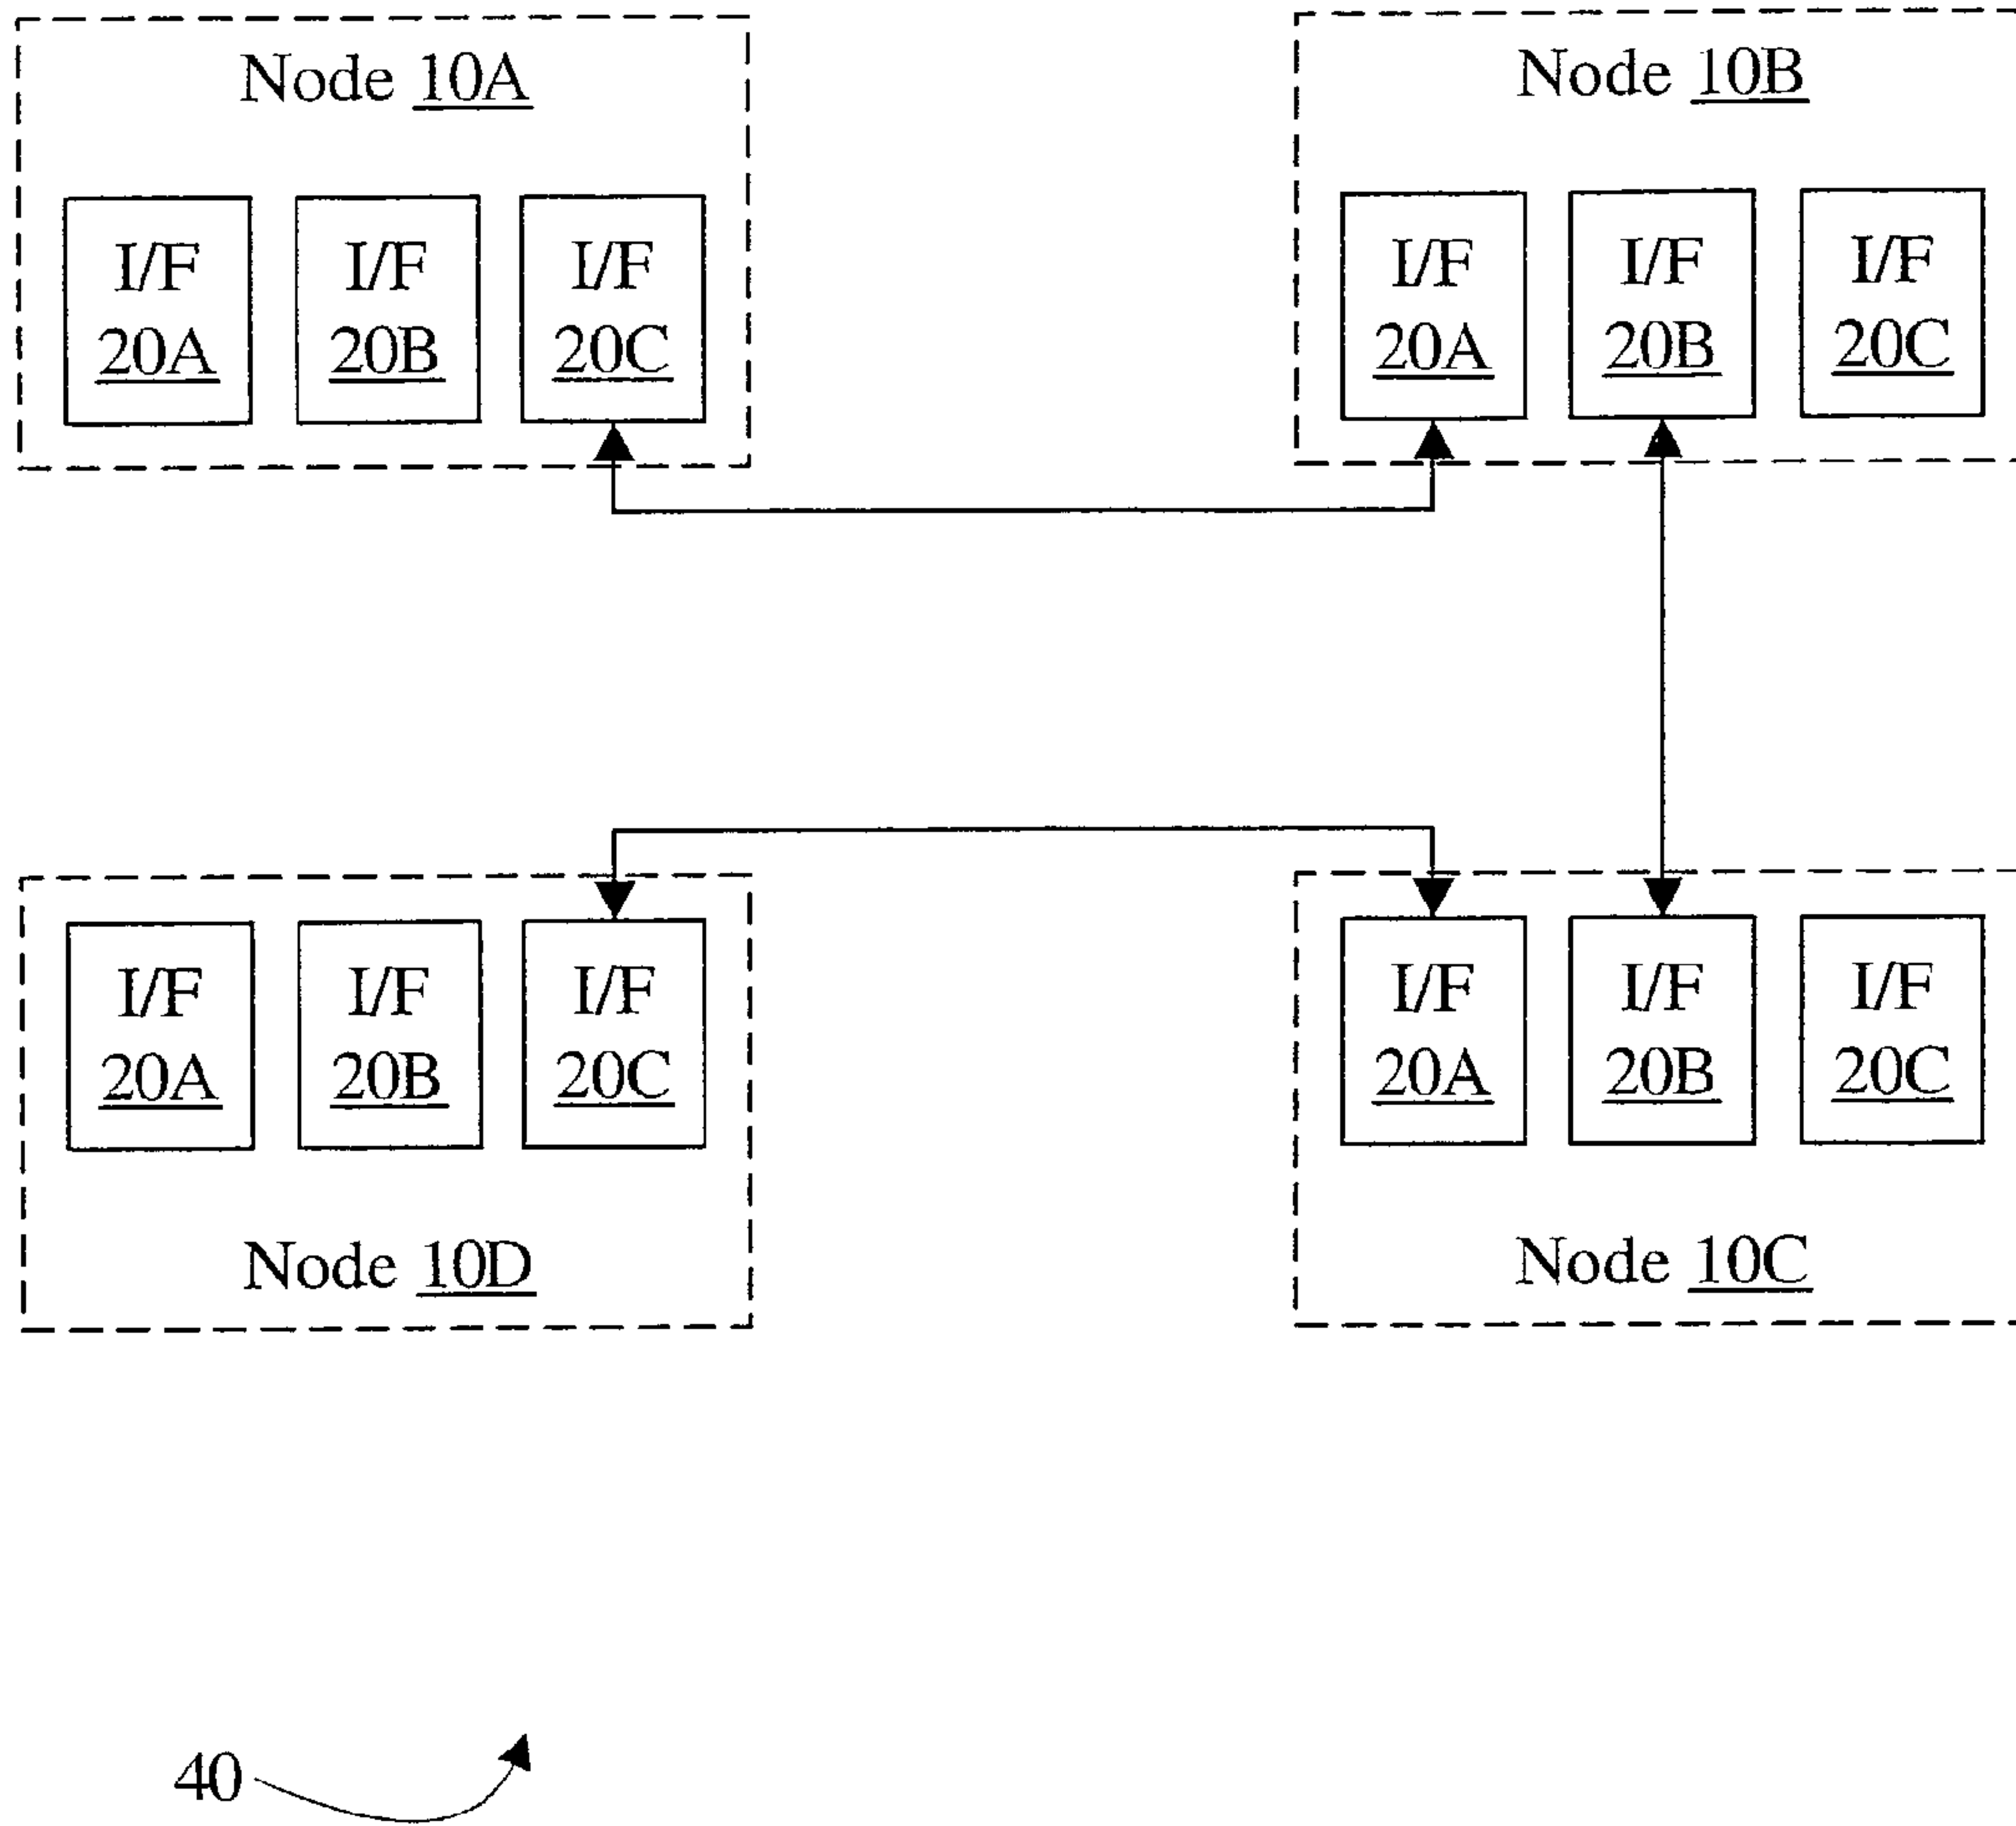 Node 10A
I/F
20A
I/F
20B
I/F
20C
Node 10B
I/F
20A
I/F
20B
I/F
20C
I/F
20A
I/F
20B
I/F
20C
Node 10D
I/F
20A
I/F
20B
I/F
20C
Node 10C
40